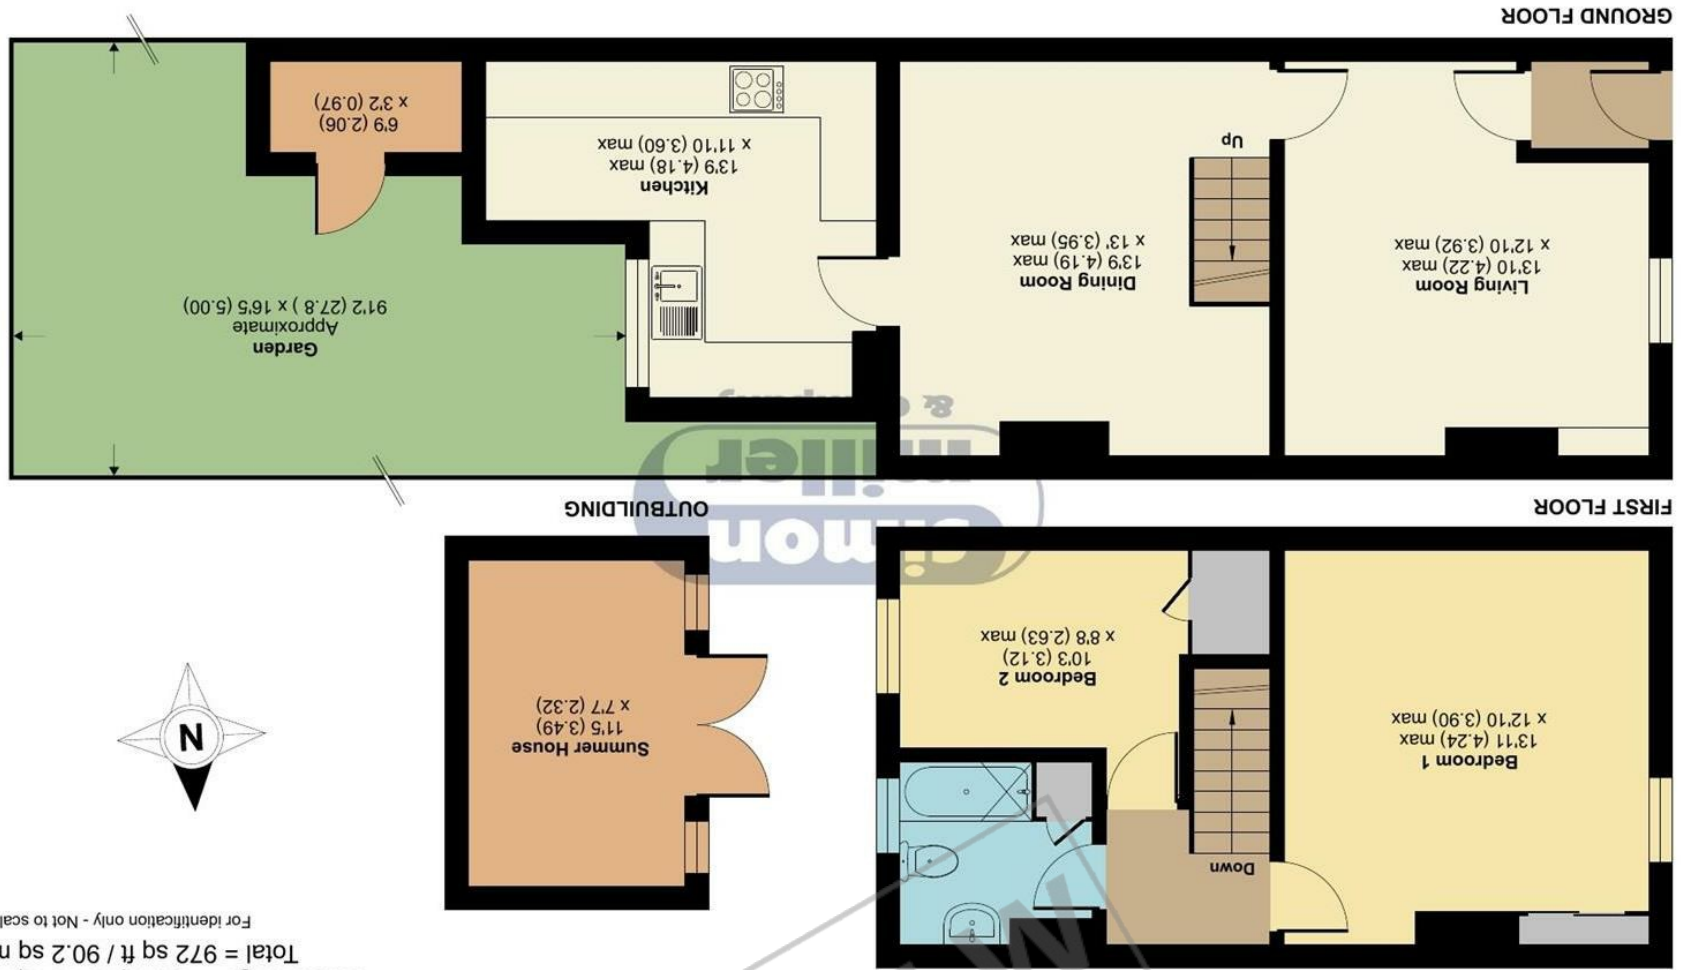 Total = 972 sq ft / 90.2 sq
For identification only - Not to
Down
Bedroom 1
13'11 (4.24) max
x 12'10 (3.90) max
Bedroom 2
10'3 (3.12)
x 8'8 (2.63) max
FIRST FLOOR
Summer House
11'5 (3.49)
x 7'7 (2.32)
OUTBUILDING
N
simon
miller
&
Living Room
13'10 (4.22) max
x 12'10 (3.92) max
Dining Room
13'9 (4.19) max
x 13' (3.95) max
Up
Kitchen
13'9 (4.18) max
x 11'10 (3.60) max
Garden
Approximate
91'2 (27.8 ) x 16'5 (5.00)
6'9 (2.06)
x 3'2 (0.97)
GROUND FLOOR